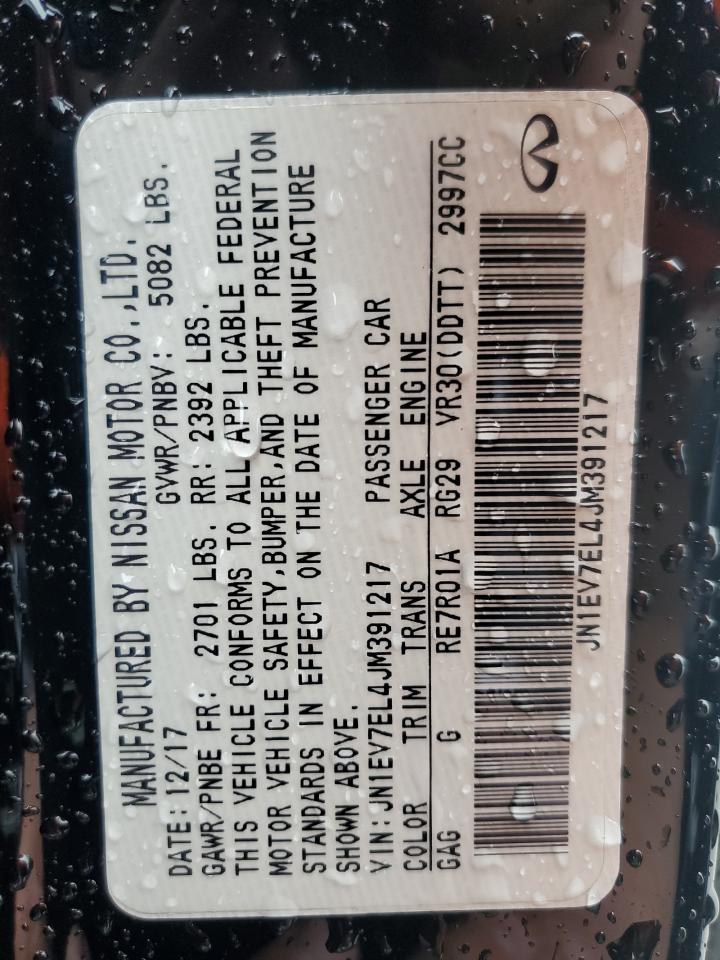 MANUFACTURED BY NISSAN MOTOR CO.,LTD.
DATE: 12/17 GVWR/PNBV: 5082 LBS.
GAWR/PNBE FR: 2701 LBS. RR: 2392 LBS.
THIS VEHICLE CONFORMS TO ALL APPLICABLE FEDERAL
MOTOR VEHICLE SAFETY,BUMPER,AND THEFT PREVENTION
STANDARDS IN EFFECT ON THE DATE OF MANUFACTURE
SHOWN ABOVE.
VIN:JN1EV7EL4JM391217 PASSENGER CAR
COLOR TRIM TRANS AXLE ENGINE
GAG G RE7R01A RG29 VR30(DDTT) 2997CC
JN1EV7EL4JM391217